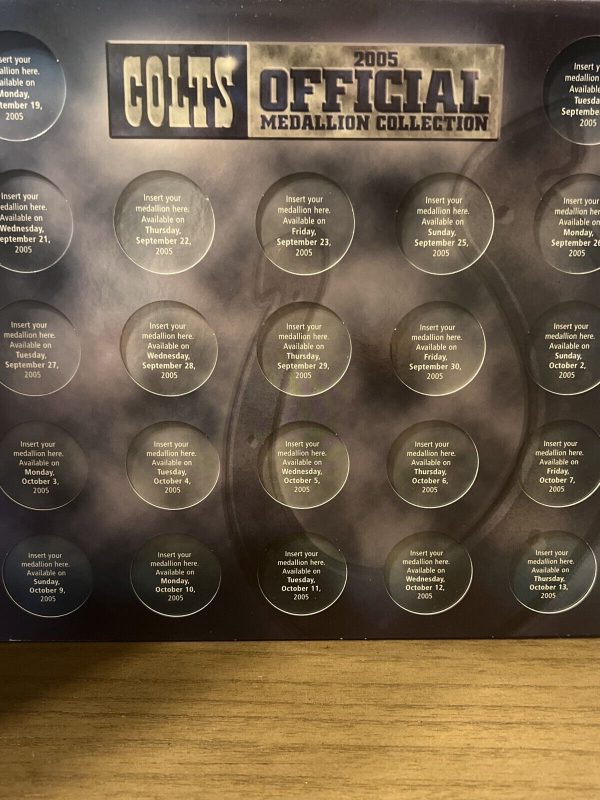 COLTS
2005
OFFICIAL
MEDALLION COLLECTION
sert your
allion here.
ailable on
Monday,
tember 19,
2005
Insert y
medallion
Available
Tuesda
Septembe
2005
Insert your
edallion here.
Available on
Wednesday,
eptember 21,
2005
Insert your
medallion here.
Available on
Thursday,
September 22,
2005
Insert your
medallion here.
Available on
Friday,
September 23,
2005
Insert your
medallion here.
Available on
Sunday,
September 25,
2005
Insert your
medallion here.
Available on
Monday,
September 26
2005
Insert your
medallion here.
Available on
Tuesday,
September 27,
2005
Insert your
medallion here.
Available on
Wednesday,
September 28,
2005
Insert your
medallion here.
Available on
Thursday,
September 29,
2005
Insert your
medallion here.
Available on
Friday,
September 30,
2005
Insert your
medallion here.
Available on
Sunday,
October 2,
2005
Insert your
medallion here.
Available on
Monday,
October 3,
2005
Insert your
medallion here.
Available on
Tuesday,
October 4,
2005
Insert your
medallion here.
Available on
Wednesday,
October 5,
2005
Insert your
medallion here.
Available on
Thursday,
October 6,
2005
Insert your
medallion here.
Available on
Friday,
October 7,
2005
Insert your
medallion here.
Available on
Sunday,
October 9,
2005
Insert your
medallion here.
Available on
Monday,
October 10,
2005
Insert your
medallion here.
Available on
Tuesday,
October 11,
2005
Insert your
medallion here.
Available on
Wednesday,
October 12,
2005
Insert your
medallion here.
Available on
Thursday,
October 13,
2005